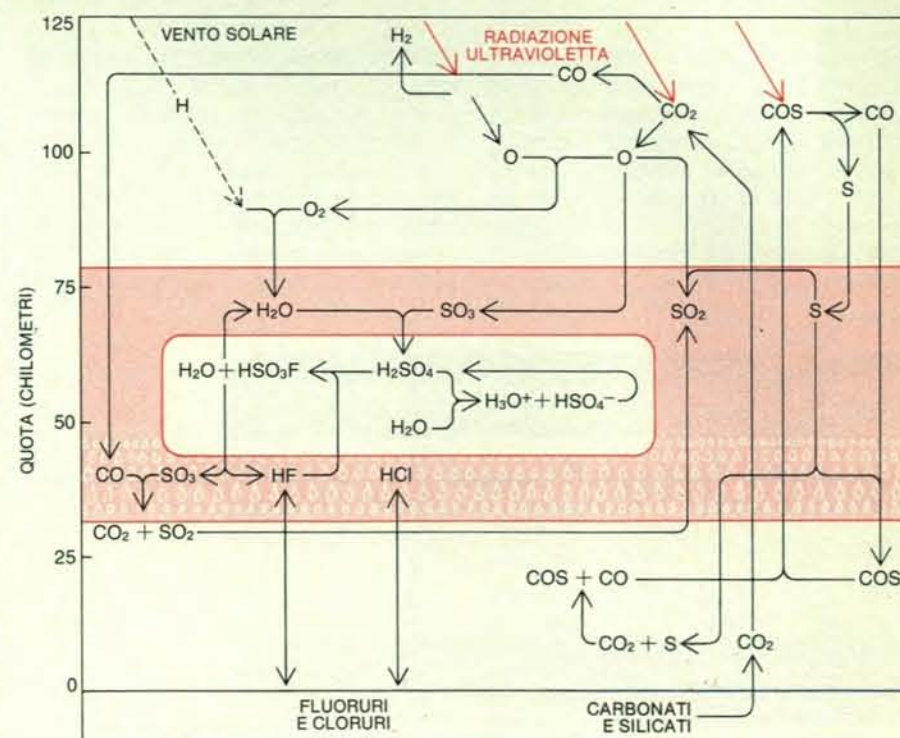 125
VENTO SOLARE
H₂
RADIAZIONE
ULTRAVIOLETTA
CO
H
CO₂
COS
CO
100
O
O
S
O₂
75
H₂O
SO₃
SO₂
S
QUOTA (CHILOMETRI)
H₂O + HSO₃F
H₂SO₄
H₃O⁺ + HSO₄⁻
50
H₂O
CO
SO₃
HF
HCl
CO₂ + SO₂
25
COS + CO
COS
CO₂ + S
CO₂
0
FLUORURI
E CLORURI
CARBONATI
E SILICATI